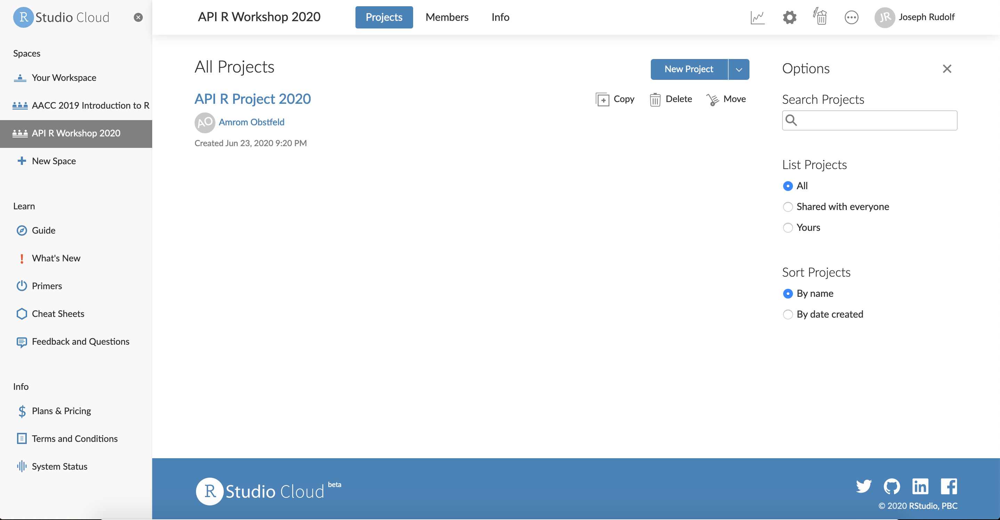 R Studio Cloud
Spaces
Your Workspace
AACC 2019 Introduction to R
API R Workshop 2020
New Space
Learn
Guide
What's New
Primers
Cheat Sheets
Feedback and Questions
Info
Plans & Pricing
Terms and Conditions
System Status
API R Workshop 2020
Projects
Members
Info
JR Joseph Rudolf
All Projects
New Project
API R Project 2020
Copy
Delete
Move
AO Amrom Obstfeld
Created Jun 23, 2020 9:20 PM
Options
Search Projects
List Projects
All
Shared with everyone
Yours
Sort Projects
By name
By date created
R Studio Cloud beta
© 2020 RStudio, PBC